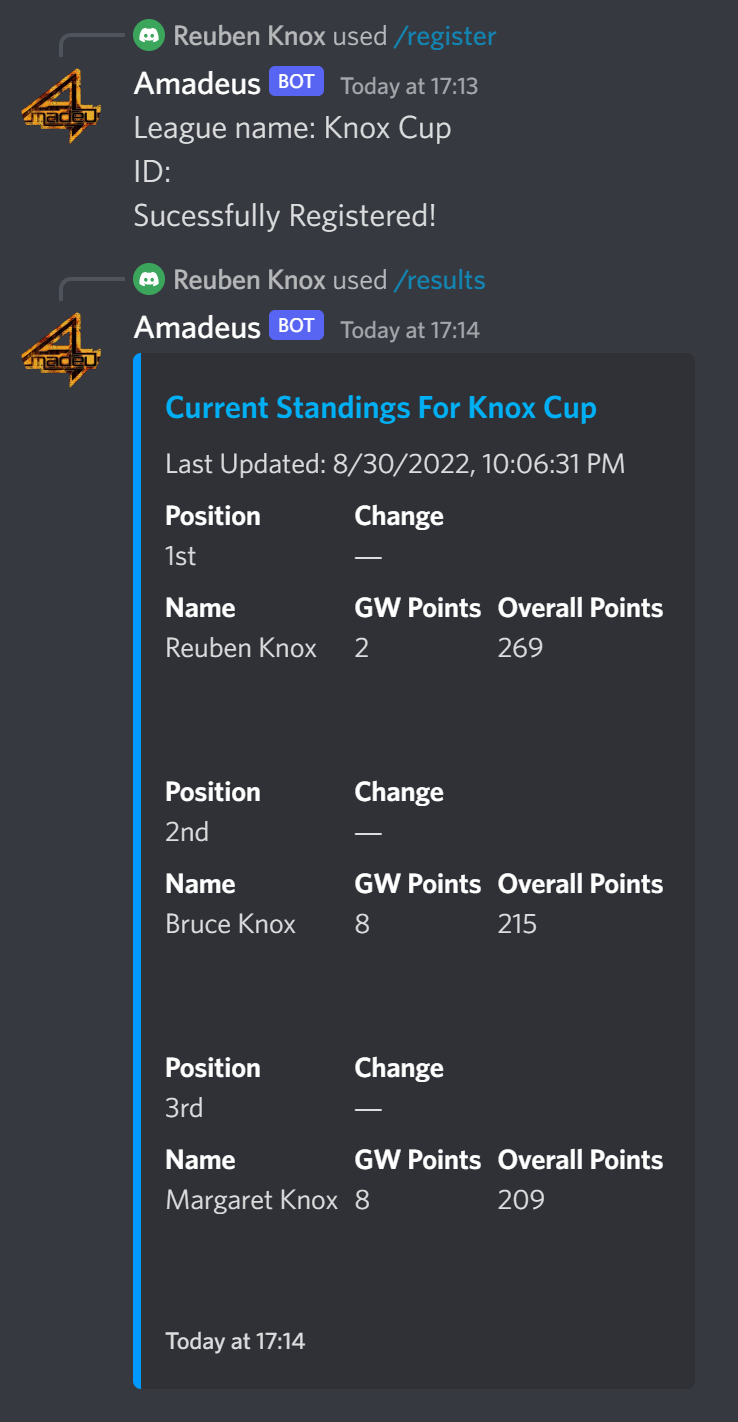 Reuben Knox used /register
Amadeus BOT Today at 17:13
League name: Knox Cup
ID:
Sucessfully Registered!
Reuben Knox used /results
Amadeus BOT Today at 17:14
Current Standings For Knox Cup
Last Updated: 8/30/2022, 10:06:31 PM
Position Change
1st —
Name GW Points Overall Points
Reuben Knox 2 269
Position Change
2nd —
Name GW Points Overall Points
Bruce Knox 8 215
Position Change
3rd —
Name GW Points Overall Points
Margaret Knox 8 209
Today at 17:14